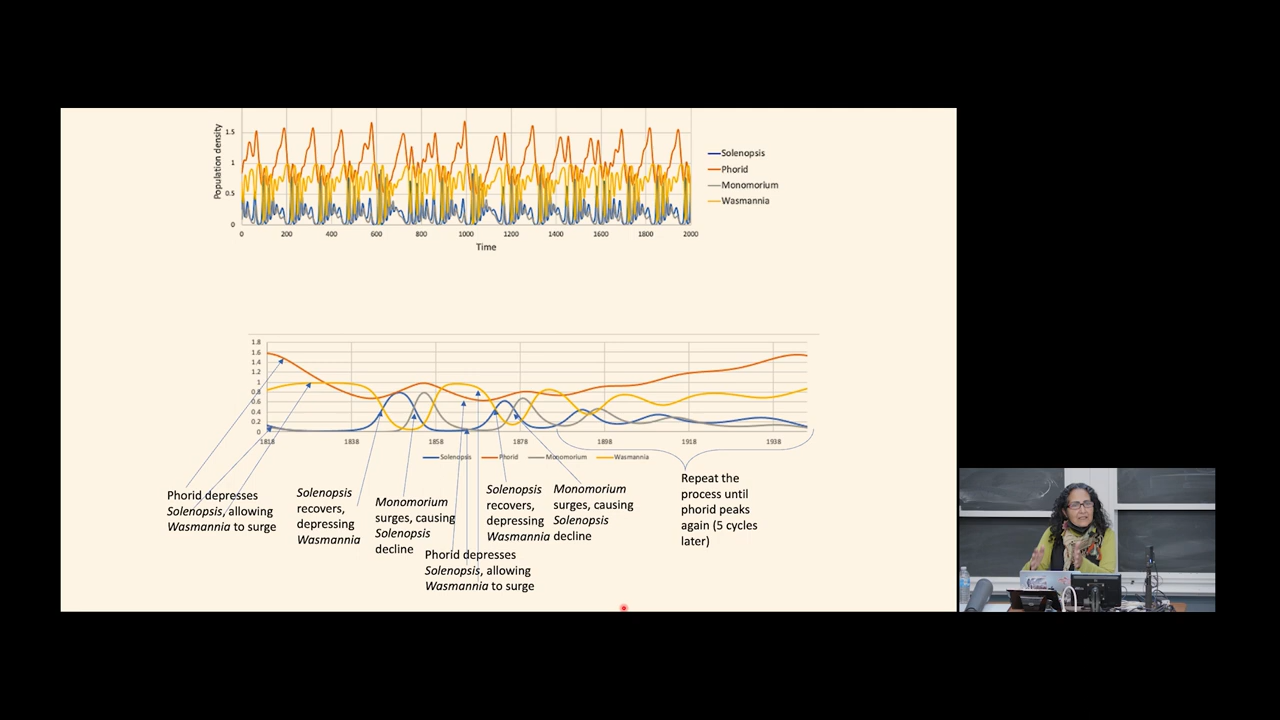 Population density
1.5
1
0.5
0
0 200 400 600 800 1000 1200 1400 1600 1800 2000
Time
Solenopsis
Phorid
Monomorium
Wasmannia
1.8
1.6
1.4
1.2
1
0.8
0.6
0.4
0.2
0
1818 1838 1858 1878 1898 1918 1938
Solenopsis Phorid Monomorium Wasmannia
Phorid depresses
Solenopsis, allowing
Wasmannia to surge
Solenopsis
recovers,
depressing
Wasmannia
Monomorium
surges, causing
Solenopsis
decline
Phorid depresses
Solenopsis, allowing
Wasmannia to surge
Solenopsis
recovers,
depressing
Wasmannia
Monomorium
surges, causing
Solenopsis
decline
Repeat the
process until
phorid peaks
again (5 cycles
later)